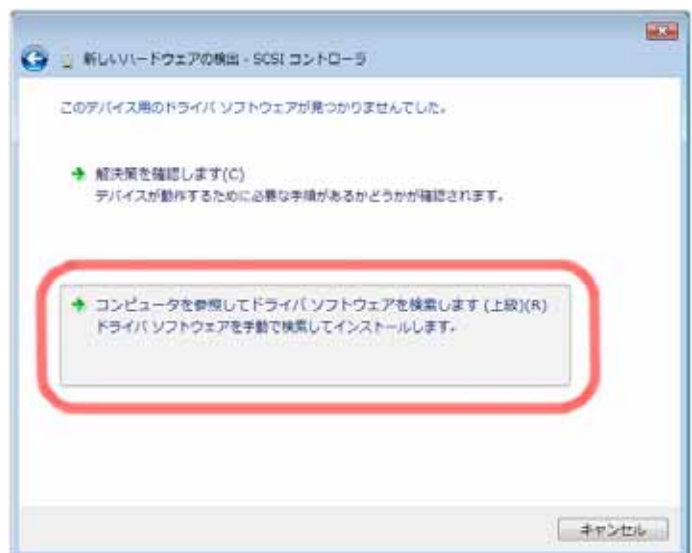 新しいハードウェアの検出 - SCSI コントローラ
このデバイス用のドライバ ソフトウェアが見つかりませんでした。
解決策を確認します(C)
デバイスが動作するために必要な手順があるかどうかが確認されます。
コンピュータを参照してドライバ ソフトウェアを検索します (上級)(R)
ドライバ ソフトウェアを手動で検索してインストールします。
キャンセル